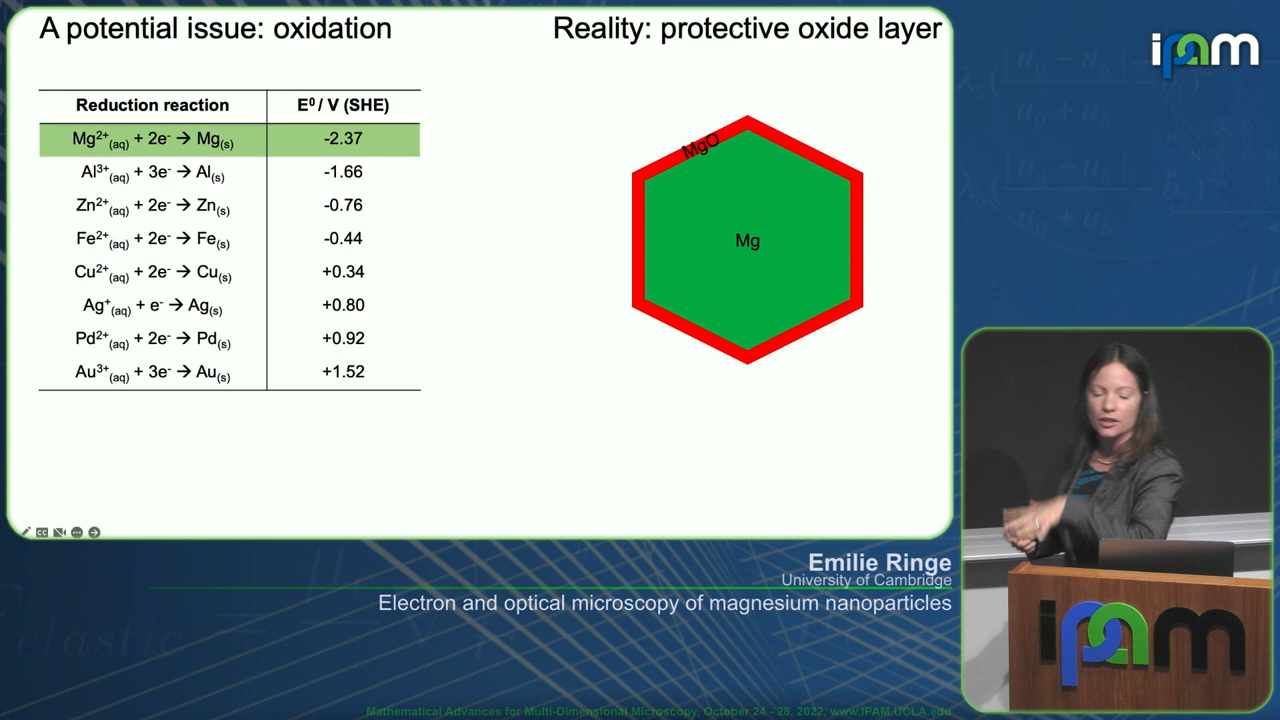 A potential issue: oxidation
Reality: protective oxide layer
Reduction reaction E⁰ / V (SHE)
Mg²⁺(aq) + 2e⁻ → Mg(s) -2.37
Al³⁺(aq) + 3e⁻ → Al(s) -1.66
Zn²⁺(aq) + 2e⁻ → Zn(s) -0.76
Fe²⁺(aq) + 2e⁻ → Fe(s) -0.44
Cu²⁺(aq) + 2e⁻ → Cu(s) +0.34
Ag⁺(aq) + e⁻ → Ag(s) +0.80
Pd²⁺(aq) + 2e⁻ → Pd(s) +0.92
Au³⁺(aq) + 3e⁻ → Au(s) +1.52
MgO
Mg
ipam
ipam
Emilie Ringe
University of Cambridge
Electron and optical microscopy of magnesium nanoparticles
elastic
Mathematical Advances for Multi-Dimensional Microscopy, October 24 - 28, 2022, www.IPAM.UCLA.edu